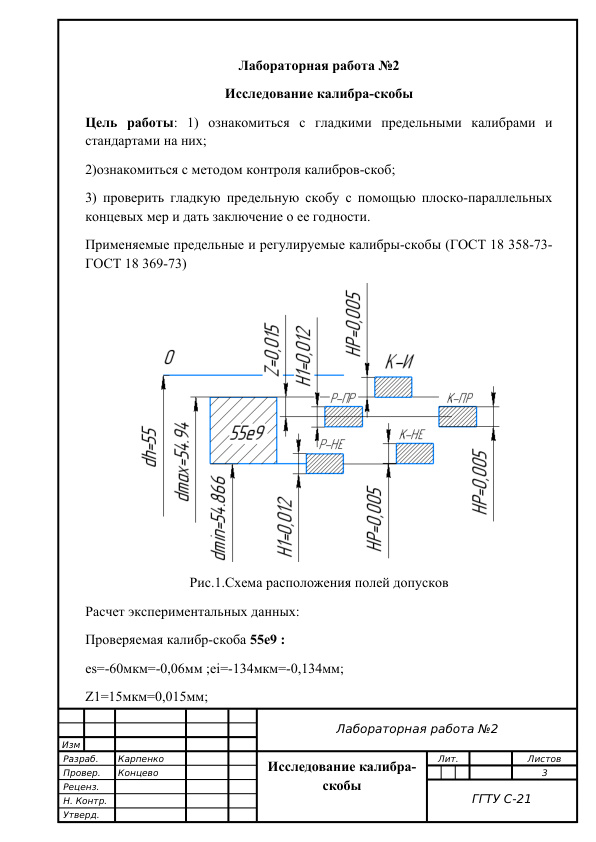 Лабораторная работа №2
Исследование калибра-скобы
Цель работы: 1) ознакомиться с гладкими предельными калибрами и
стандартами на них;
2)ознакомиться с методом контроля калибров-скоб;
3) проверить гладкую предельную скобу с помощью плоско-параллельных
концевых мер и дать заключение о ее годности.
Применяемые предельные и регулируемые калибры-скобы (ГОСТ 18 358-73-
ГОСТ 18 369-73)
0
Z=0,015
H1=0,012
HP=0,005
К-И
Р-ПР
К-ПР
55e9
Р-НЕ
К-НЕ
dh=55
dmax=54.94
dmin=54.866
H1=0,012
HP=0,005
HP=0,005
Рис.1.Схема расположения полей допусков
Расчет экспериментальных данных:
Проверяемая калибр-скоба 55e9 :
es=-60мкм=-0,06мм ;ei=-134мкм=-0,134мм;
Z1=15мкм=0,015мм;
Лабораторная работа №2
Изм
Разраб. Карпенко
Провер. Концево
Реценз.
Н. Контр.
Утверд.
Исследование калибра-
скобы
Лит. Листов
3
ГГТУ С-21